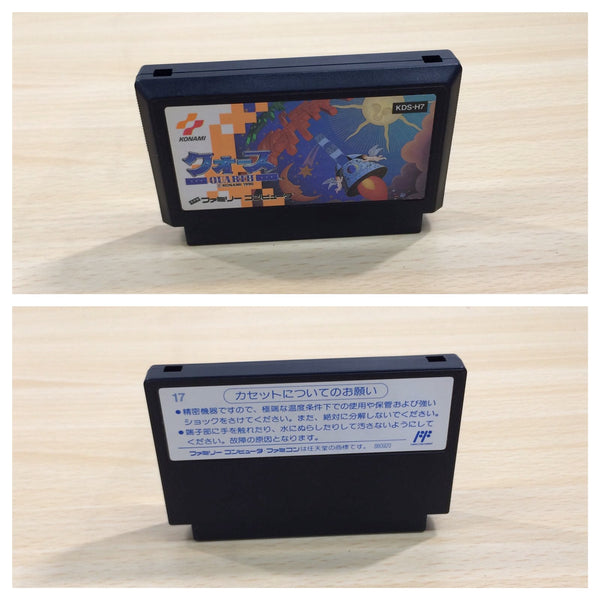 KDS-H7
KONAMI
クォース
QUARTH
ファミリー コンピュータ
17
カセットについてのお願い
●精密機器ですので、極端な温度条件下での使用や保管および強い
ショックをさけてください。また、絶対に分解しないでください。
●端子部に手を触れたり、水にぬらしたりして汚さないようにして
ください。故障の原因となります。
ファミリー コンピュータ ファミコンは任天堂の商標です。 880920